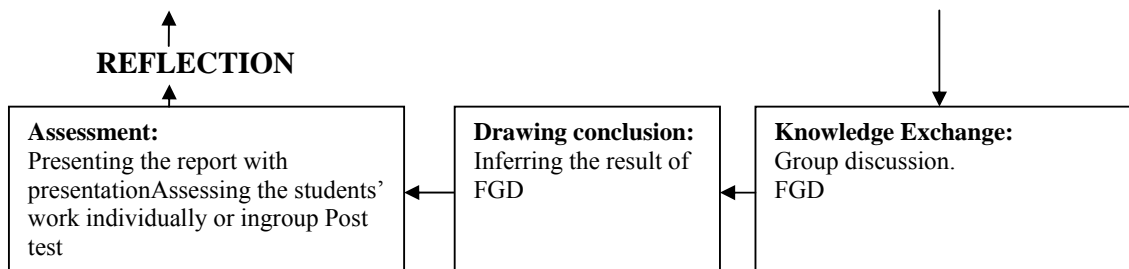 REFLECTION
Assessment:
Presenting the report with
presentationAssessing the students’
work individually or ingroup Post
test
Drawing conclusion:
Inferring the result of
FGD
Knowledge Exchange:
Group discussion.
FGD